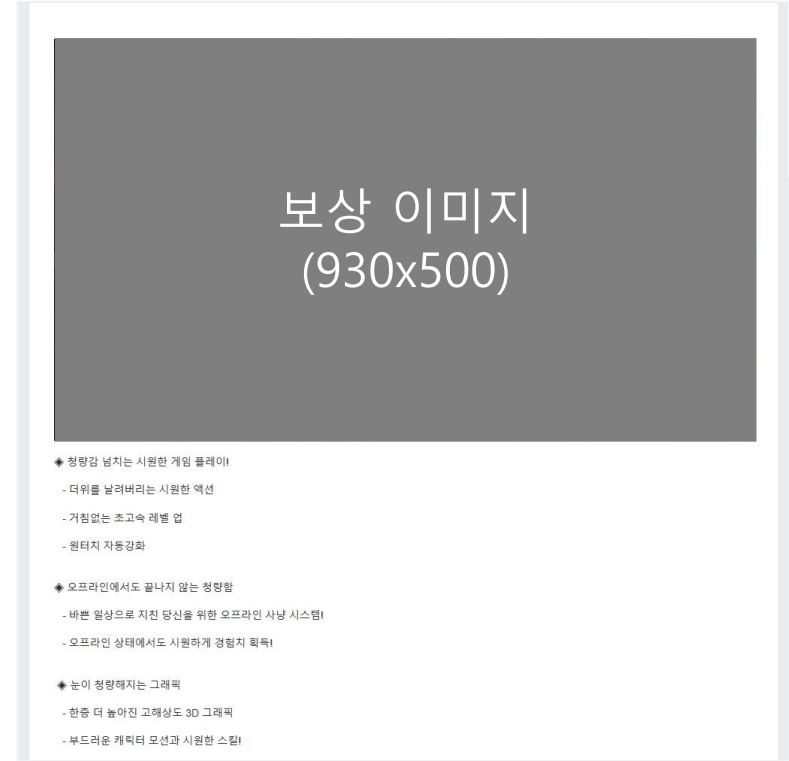 보상 이미지
(930x500)
◈ 청량감 넘치는 시원한 게임 플레이!
- 더위를 날려버리는 시원한 액션
- 거침없는 초고속 레벨 업
- 원터치 자동강화
◈ 오프라인에서도 끝나지 않는 청량함
- 바쁜 일상으로 지친 당신을 위한 오프라인 사냥 시스템!
- 오프라인 상태에서도 시원하게 경험치 획득!
◈ 눈이 청량해지는 그래픽
- 한층 더 높아진 고해상도 3D 그래픽
- 부드러운 캐릭터 모션과 시원한 스킬!